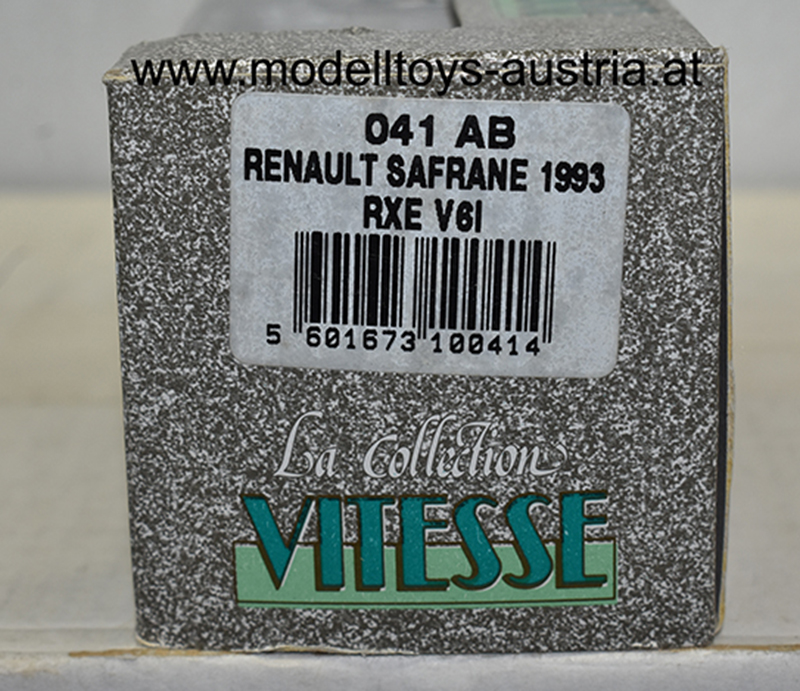 www.modelltoys-austria.at
041 AB
RENAULT SAFRANE 1993
RXE V6I
5 601673 100414
La Collection
VITESSE